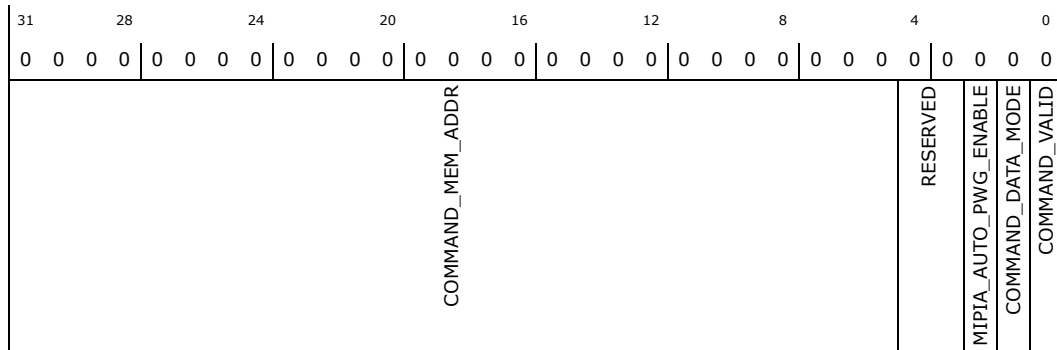 31 28 24 20 16 12 8 4 0
0 0 0 0 0 0 0 0 0 0 0 0 0 0 0 0 0 0 0 0 0 0 0 0 0 0 0 0 0 0 0 0
COMMAND_MEM_ADDR
RESERVED
MIPIA_AUTO_PWG_ENABLE
COMMAND_DATA_MODE
COMMAND_VALID